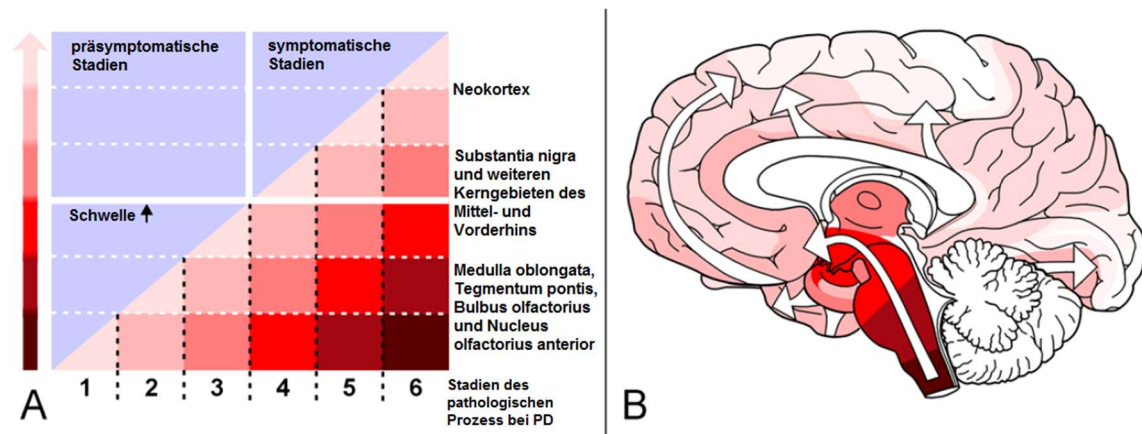 präsymptomatische
Stadien
symptomatische
Stadien
Neokortex
Substantia nigra
und weiteren
Kerngebieten des
Mittel- und
Vorderhins
Schwelle
Medulla oblongata,
Tegmentum pontis,
Bulbus olfactorius
und Nucleus
olfactorius anterior
1 2 3 4 5 6
Stadien des
pathologischen
Prozess bei PD
A
B